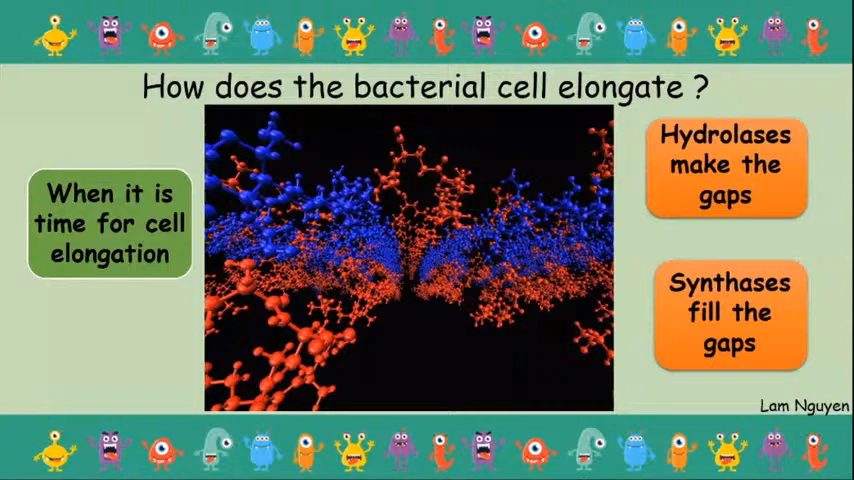 How does the bacterial cell elongate ?
When it is
time for cell
elongation
Hydrolases
make the
gaps
Synthases
fill the
gaps
Lam Nguyen